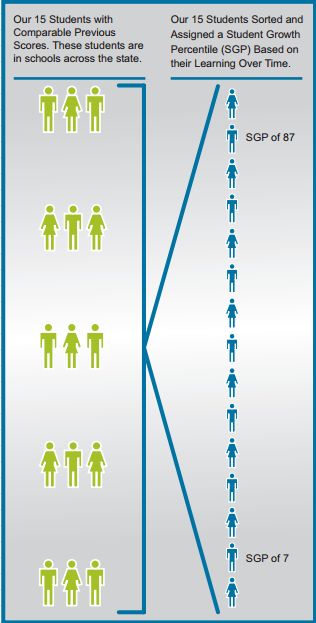 Our 15 Students with
Comparable Previous
Scores. These students are
in schools across the state.
Our 15 Students Sorted and
Assigned a Student Growth
Percentile (SGP) Based on
their Learning Over Time.
SGP of 87
SGP of 7